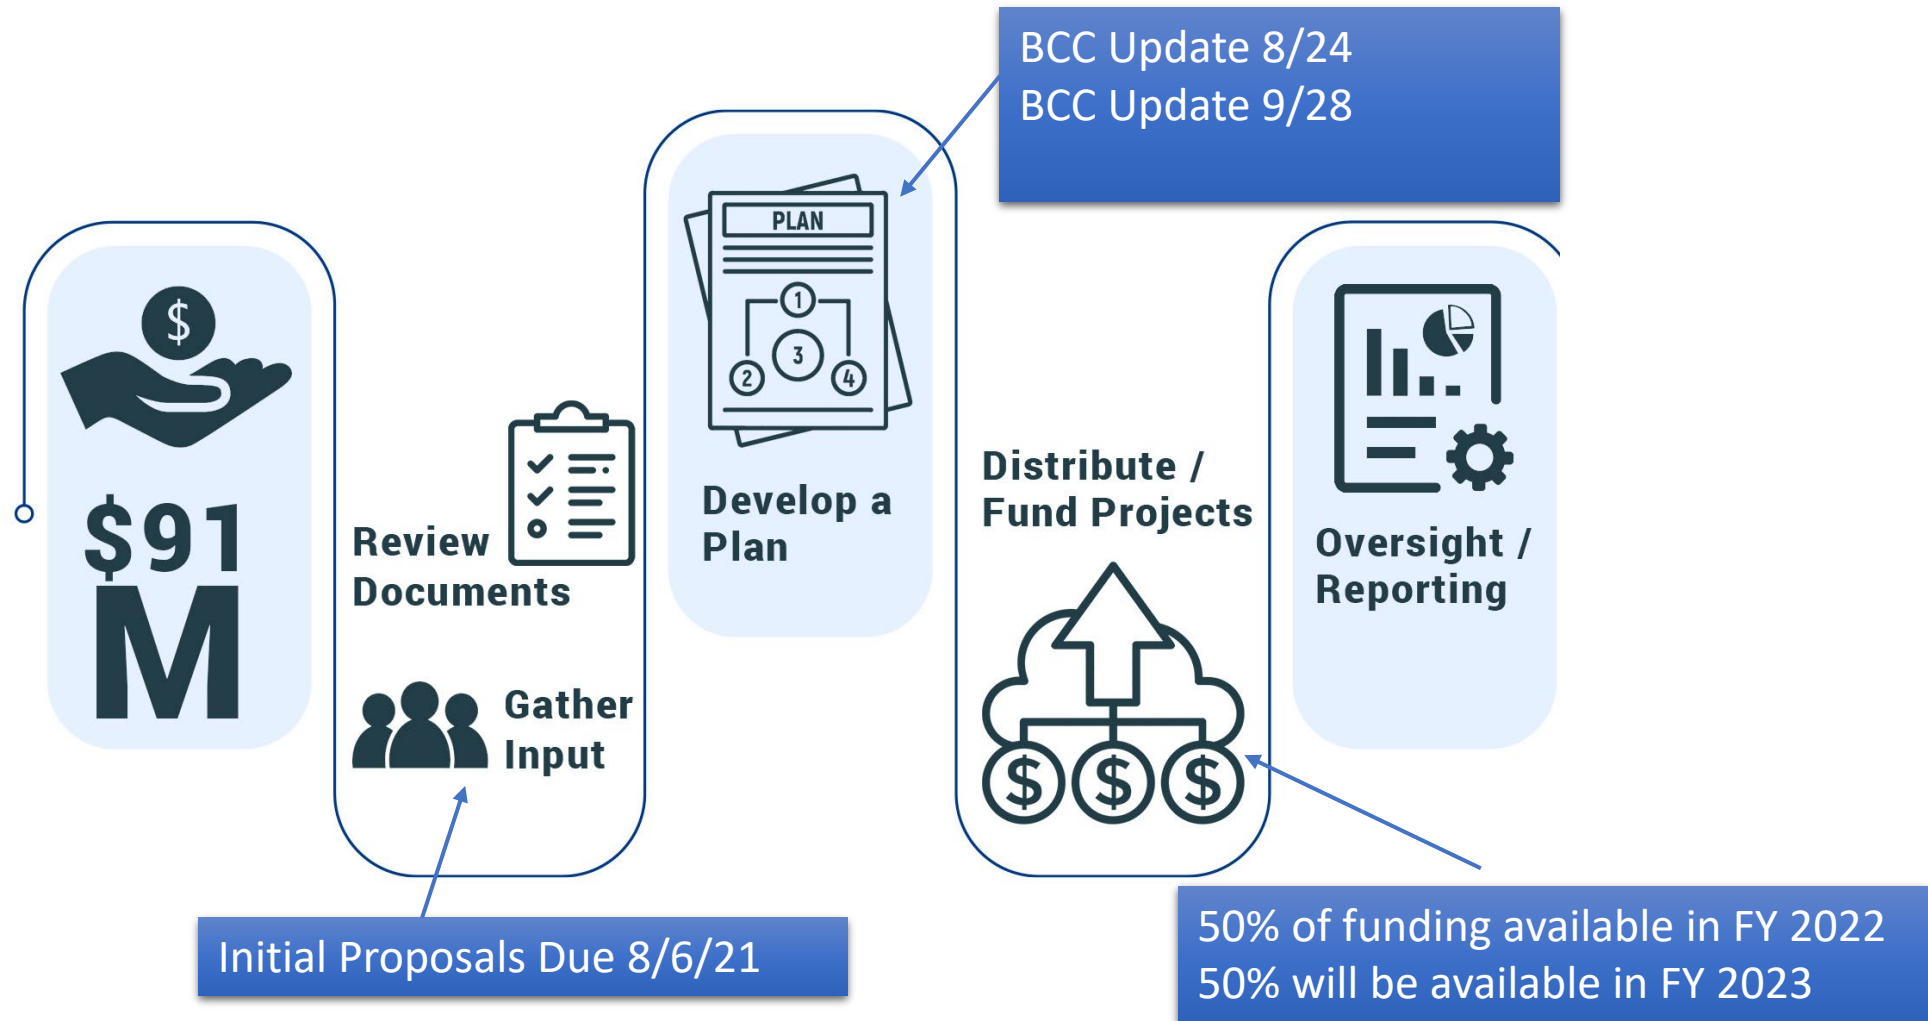 BCC Update 8/24
BCC Update 9/28
$
$91
M
Review
Documents
Gather
Input
Initial Proposals Due 8/6/21
PLAN
1
2
3
4
Develop a
Plan
Distribute /
Fund Projects
$ $ $
50% of funding available in FY 2022
50% will be available in FY 2023
Oversight /
Reporting